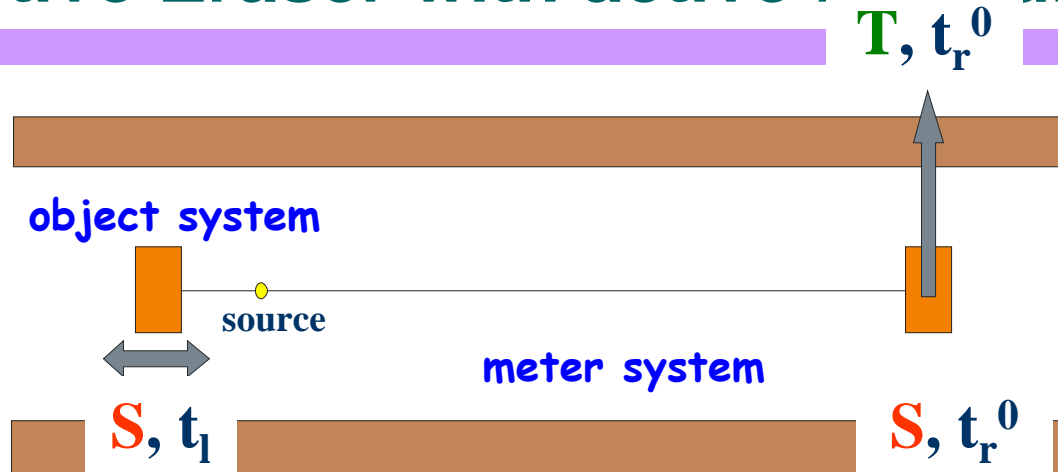 T, tᵣ⁰
object system
source
meter system
S, tₗ
S, tᵣ⁰